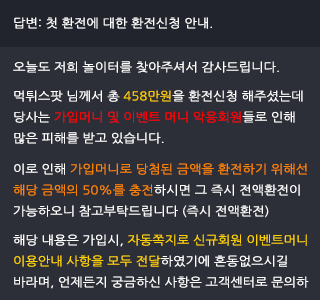 답변: 첫 환전에 대한 환전신청 안내.
오늘도 저희 놀이터를 찾아주셔서 감사드립니다.
먹튀스팟 님께서 총 458만원을 환전신청 해주셨는데
당사는 가입머니 및 이벤트 머니 악용회원들로 인해
많은 피해를 받고 있습니다.
이로 인해 가입머니로 당첨된 금액을 환전하기 위해선
해당 금액의 50%를 충전하시면 그 즉시 전액환전이
가능하오니 참고부탁드립니다 (즉시 전액환전)
해당 내용은 가입시, 자동쪽지로 신규회원 이벤트머니
이용안내 사항을 모두 전달하였기에 혼동없으시길
바라며, 언제든지 궁금하신 사항은 고객센터로 문의하